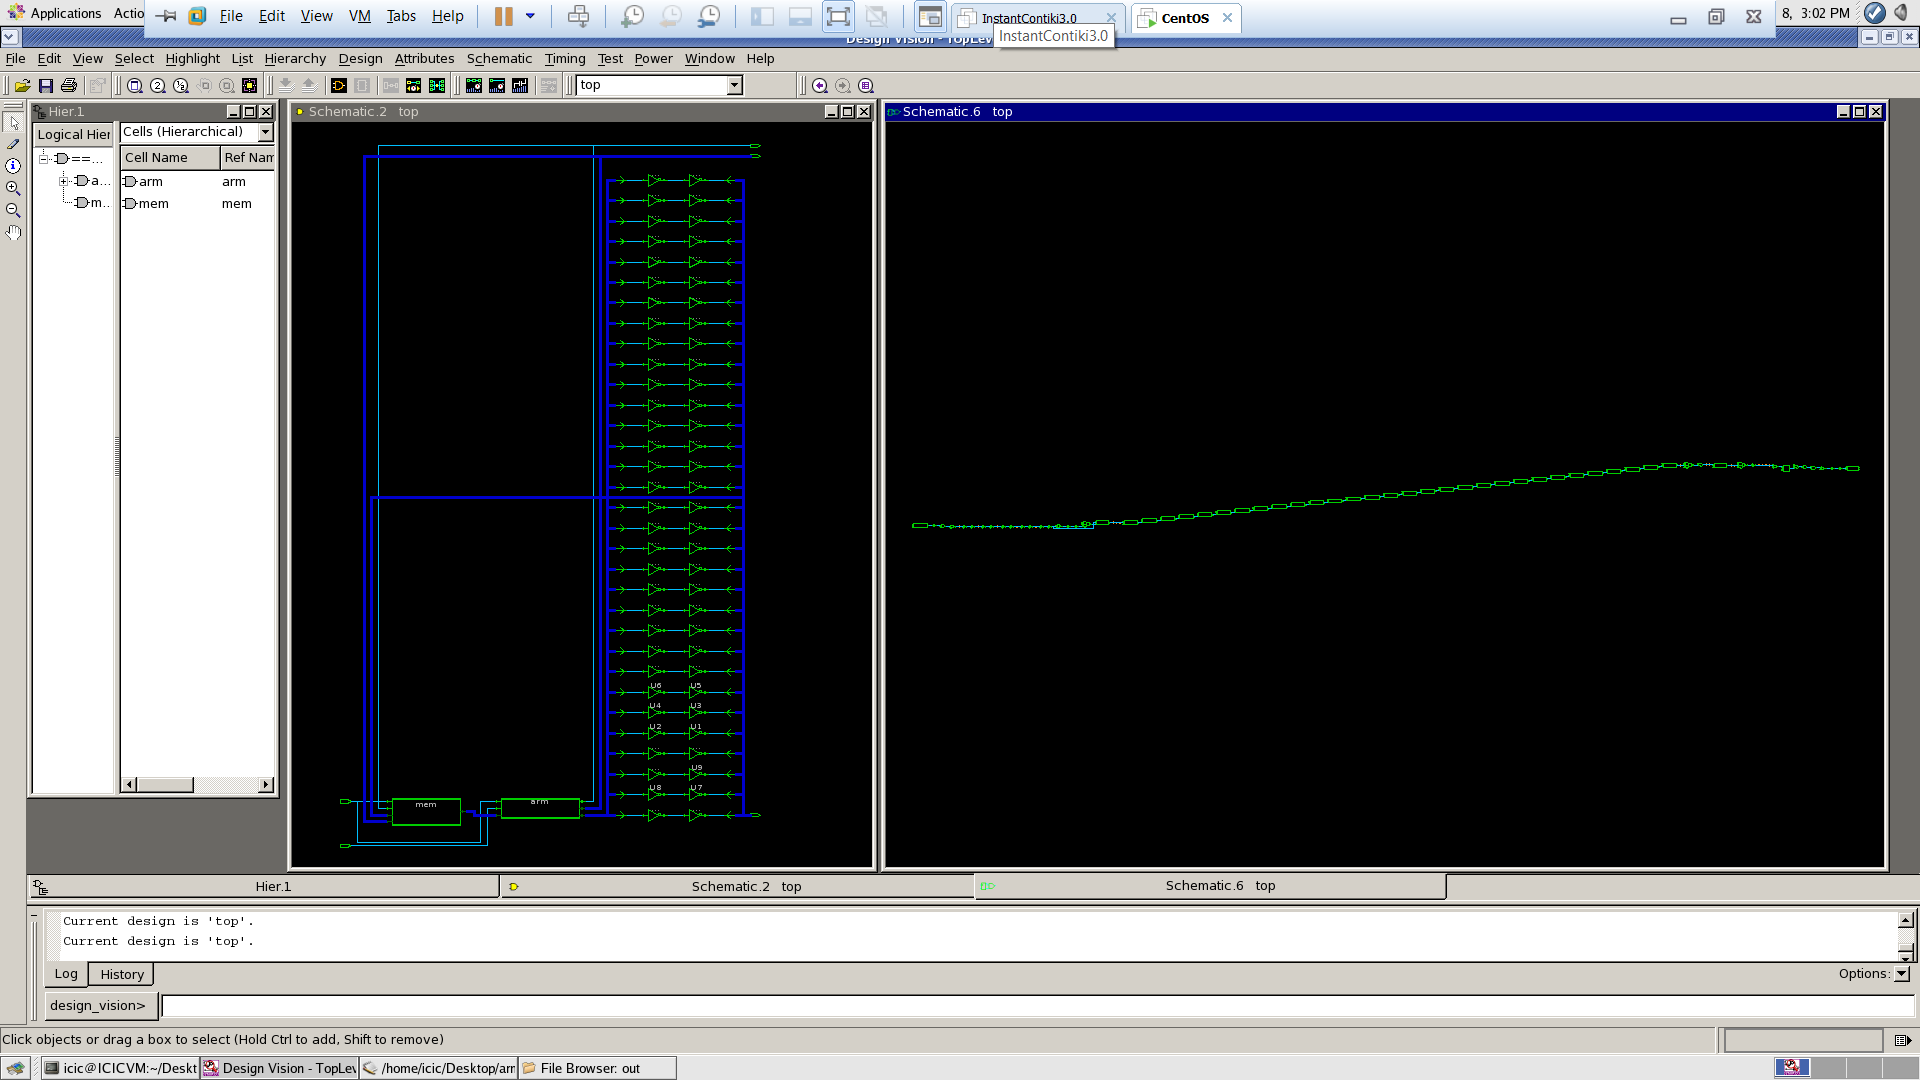 Applications Actio File Edit View VM Tabs Help InstantContiki3.0 CentOS 8, 3:02 PM
InstantContiki3.0
File Edit View Select Highlight List Hierarchy Design Attributes Schematic Timing Test Power Window Help
top
Hier.1
Logical Hier
Cells (Hierarchical)
Cell Name Ref Nam
==...
a...
m...
arm arm
mem mem
Schematic.2 top
U6 U5
U4 U3
U2 U1
U9
U8 U7
mem
arm
Schematic.6 top
Hier.1
Schematic.2 top
Schematic.6 top
Current design is 'top'.
Current design is 'top'.
Log History
Options:
design_vision>
Click objects or drag a box to select (Hold Ctrl to add, Shift to remove)
icic@ICICVM:~/Deskt
Design Vision - TopLev
/home/icic/Desktop/arm
File Browser: out